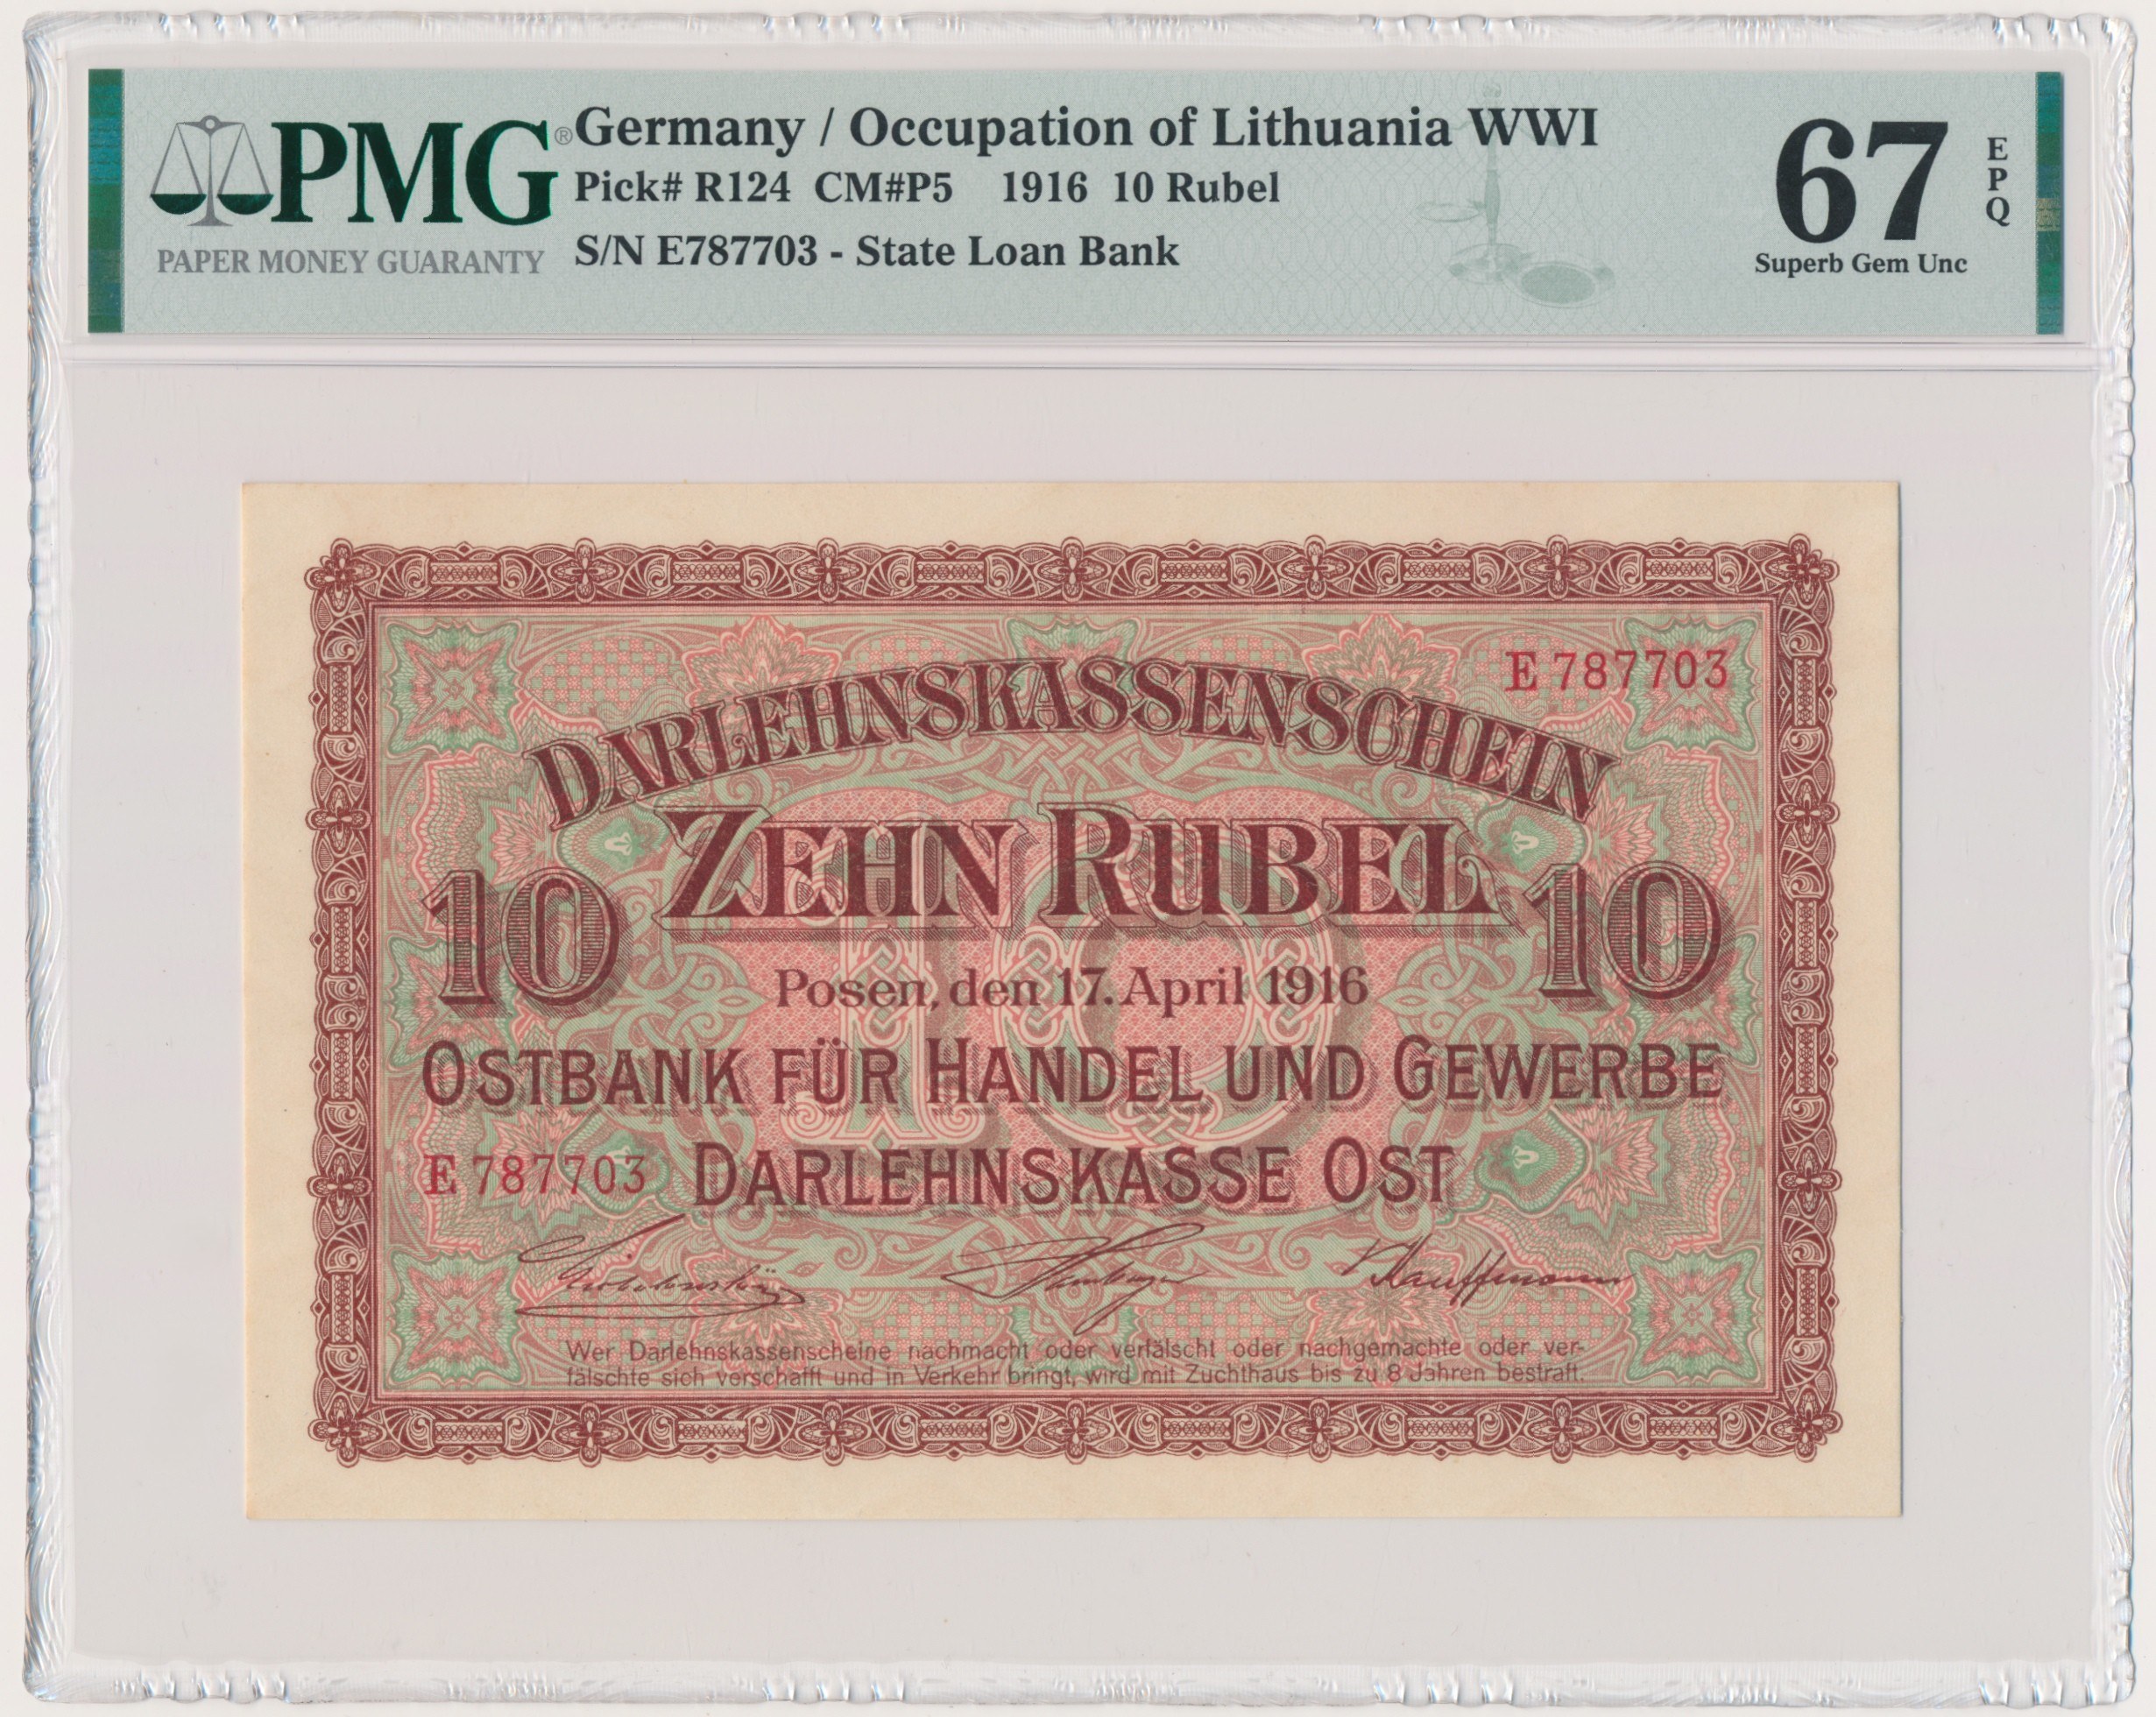 PMG®
PAPER MONEY GUARANTY
Germany / Occupation of Lithuania WWI
Pick# R124 CM#P5 1916 10 Rubel
S/N E787703 - State Loan Bank
67
EPQ
Superb Gem Unc
E 787703
DARLEHNSKASSENSCHEIN
ZEHN RUBEL
10 10
10
Posen, den 17. April 1916
OSTBANK FÜR HANDEL UND GEWERBE
E 787703 DARLEHNSKASSE OST
Kauffmann
Wer Darlehnskassenscheine nachmacht oder verfälscht oder nachgemachte oder ver-
fälschte sich verschafft und in Verkehr bringt, wird mit Zuchthaus bis zu 8 Jahren bestraft.